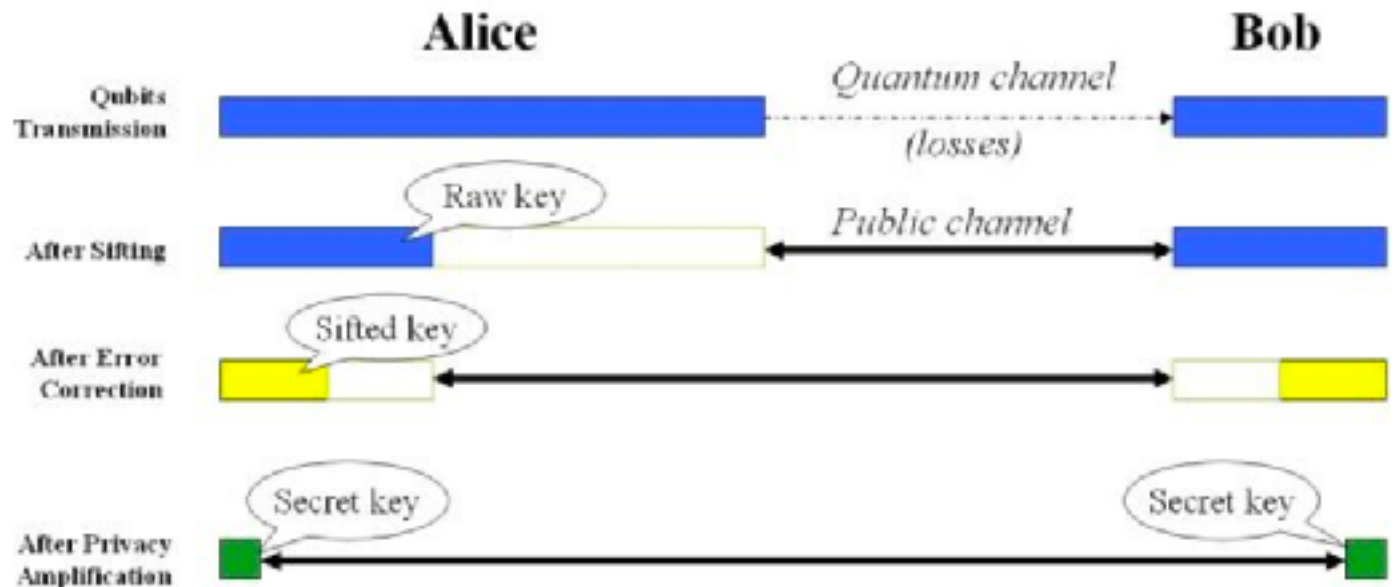 Alice
Bob
Qubits
Transmission
Quantum channel
(losses)
After Sifting
Raw key
Public channel
After Error
Correction
Sifted key
After Privacy
Amplification
Secret key
Secret key